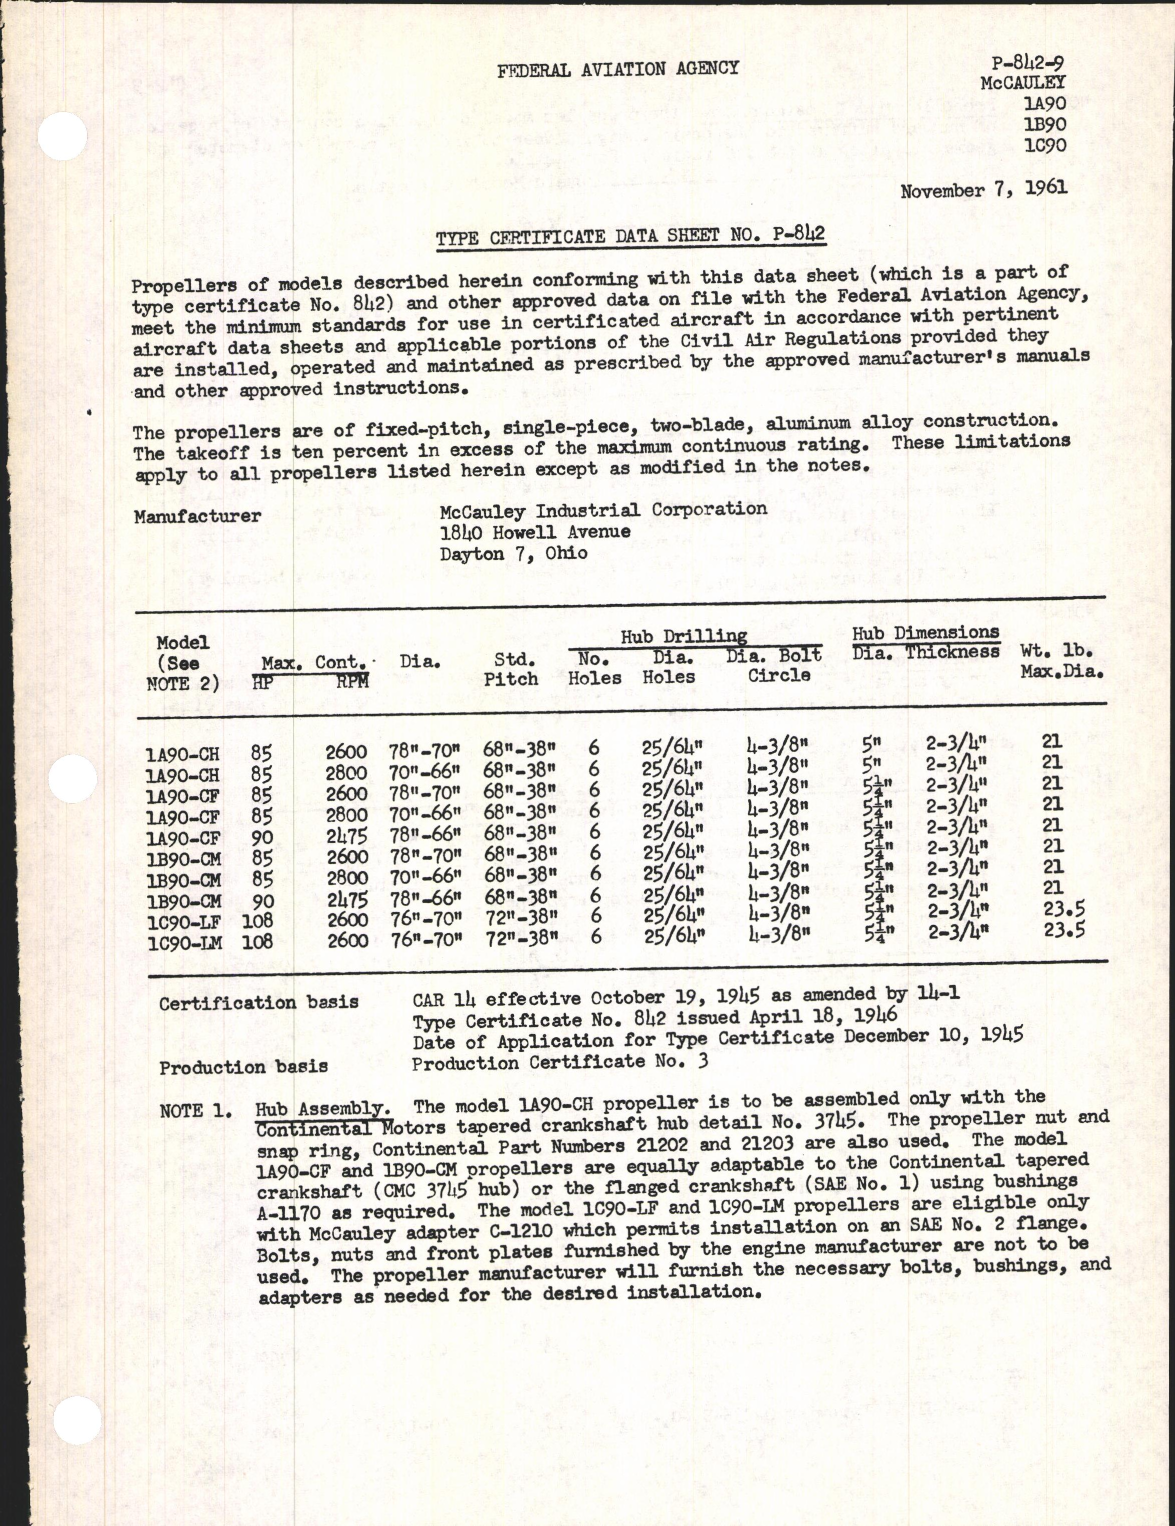 FEDERAL AVIATION AGENCY
P-842-9
McCAULEY
1A90
1B90
1C90
November 7, 1961
TYPE CERTIFICATE DATA SHEET NO. P-842
Propellers of models described herein conforming with this data sheet (which is a part of
type certificate No. 842) and other approved data on file with the Federal Aviation Agency,
meet the minimum standards for use in certificated aircraft in accordance with pertinent
aircraft data sheets and applicable portions of the Civil Air Regulations provided they
are installed, operated and maintained as prescribed by the approved manufacturer's manuals
and other approved instructions.
The propellers are of fixed-pitch, single-piece, two-blade, aluminum alloy construction.
The takeoff is ten percent in excess of the maximum continuous rating. These limitations
apply to all propellers listed herein except as modified in the notes.
Manufacturer McCauley Industrial Corporation
1840 Howell Avenue
Dayton 7, Ohio
Hub Drilling Hub Dimensions
Model
(See Max. Cont. Dia. Std. No. Dia. Dia. Bolt Dia. Thickness Wt. lb.
NOTE 2) HP RPM Pitch Holes Holes Circle Max.Dia.
1A90-CH 85 2600 78"-70" 68"-38" 6 25/64" 4-3/8" 5" 2-3/4" 21
1A90-CH 85 2800 70"-66" 68"-38" 6 25/64" 4-3/8" 5" 2-3/4" 21
1A90-CF 85 2600 78"-70" 68"-38" 6 25/64" 4-3/8" 5¼" 2-3/4" 21
1A90-CF 85 2800 70"-66" 68"-38" 6 25/64" 4-3/8" 5¼" 2-3/4" 21
1A90-CF 90 2475 78"-66" 68"-38" 6 25/64" 4-3/8" 5¼" 2-3/4" 21
1B90-CM 85 2600 78"-70" 68"-38" 6 25/64" 4-3/8" 5¼" 2-3/4" 21
1B90-CM 85 2800 70"-66" 68"-38" 6 25/64" 4-3/8" 5¼" 2-3/4" 21
1B90-CM 90 2475 78"-66" 68"-38" 6 25/64" 4-3/8" 5¼" 2-3/4" 21
1C90-LF 108 2600 76"-70" 72"-38" 6 25/64" 4-3/8" 5¼" 2-3/4" 23.5
1C90-LM 108 2600 76"-70" 72"-38" 6 25/64" 4-3/8" 5¼" 2-3/4" 23.5
Certification basis CAR 14 effective October 19, 1945 as amended by 14-1
Type Certificate No. 842 issued April 18, 1946
Date of Application for Type Certificate December 10, 1945
Production basis Production Certificate No. 3
NOTE 1. Hub Assembly. The model 1A90-CH propeller is to be assembled only with the
Continental Motors tapered crankshaft hub detail No. 3745. The propeller nut and
snap ring, Continental Part Numbers 21202 and 21203 are also used. The model
1A90-CF and 1B90-CM propellers are equally adaptable to the Continental tapered
crankshaft (CMC 3745 hub) or the flanged crankshaft (SAE No. 1) using bushings
A-1170 as required. The model 1C90-LF and 1C90-LM propellers are eligible only
with McCauley adapter C-1210 which permits installation on an SAE No. 2 flange.
Bolts, nuts and front plates furnished by the engine manufacturer are not to be
used. The propeller manufacturer will furnish the necessary bolts, bushings, and
adapters as needed for the desired installation.